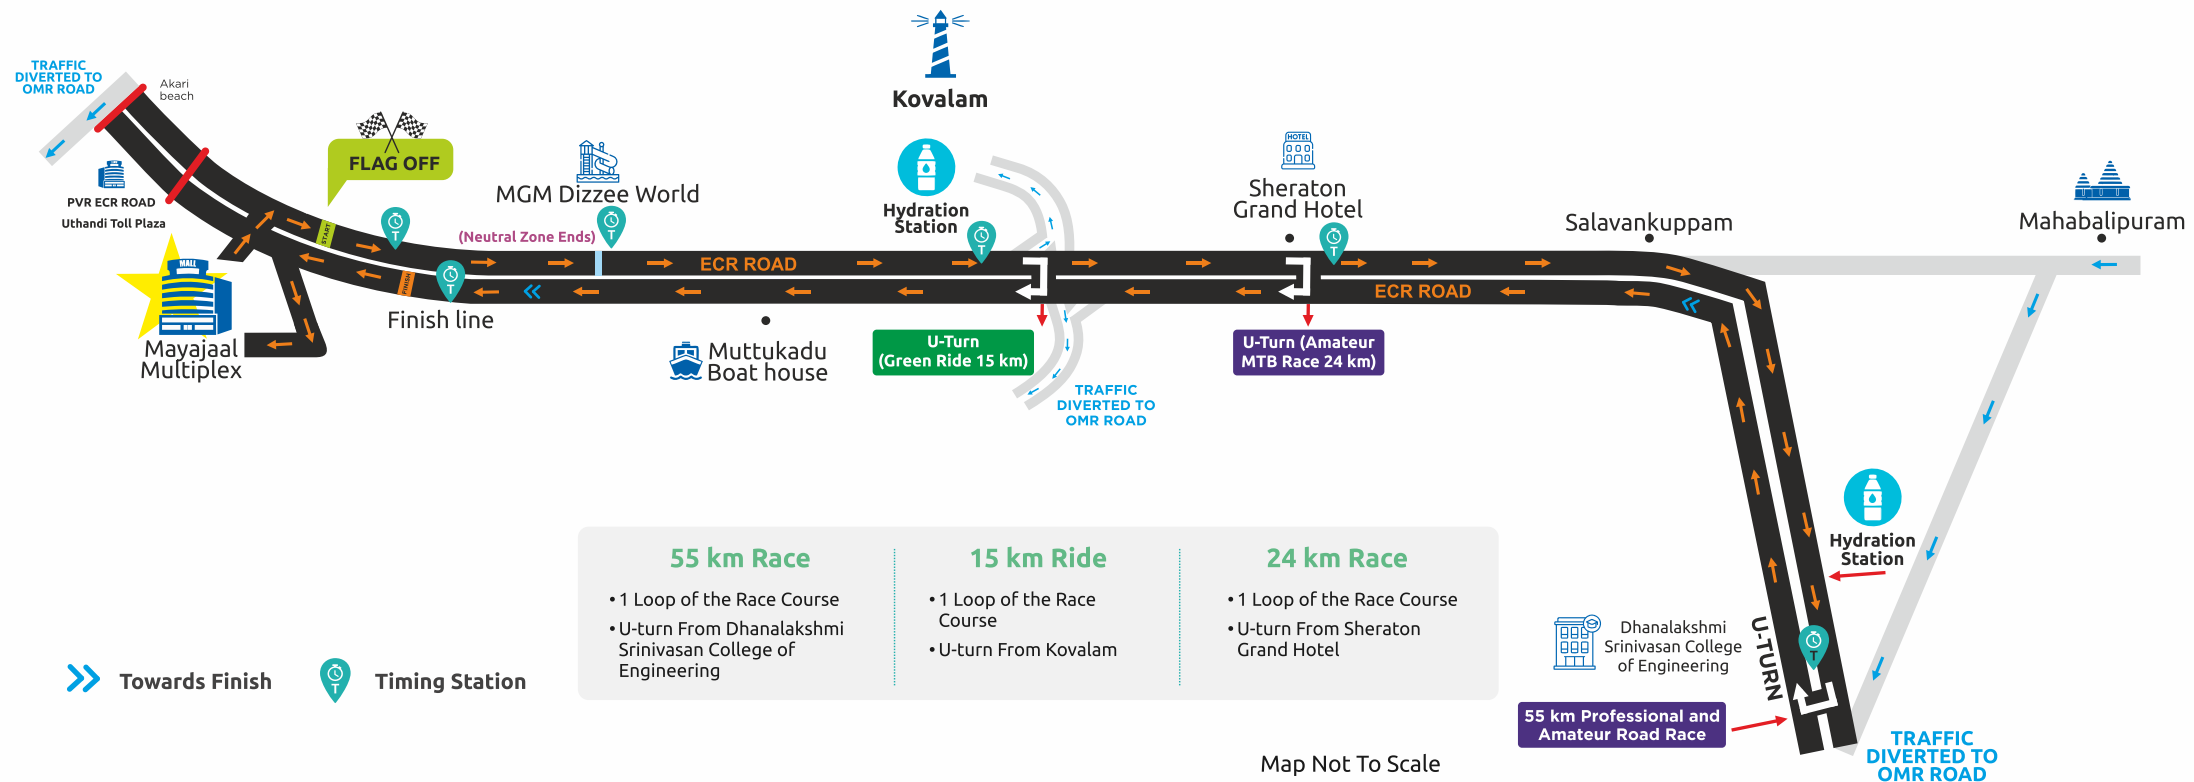 TRAFFIC
DIVERTED TO
OMR ROAD
Akari
beach
PVR ECR ROAD
Uthandi Toll Plaza
FLAG OFF
START
MGM Dizzee World
(Neutral Zone Ends)
T
T
Kovalam
Hydration
Station
T
HOTEL
Sheraton
Grand Hotel
T
Salavankuppam
Mahabalipuram
MALL
Mayajaal
Multiplex
FINISH
T
Finish line
ECR ROAD
ECR ROAD
Muttukadu
Boat house
U-Turn
(Green Ride 15 km)
U-Turn (Amateur
MTB Race 24 km)
TRAFFIC
DIVERTED TO
OMR ROAD
Hydration
Station
Dhanalakshmi
Srinivasan College
of Engineering
U-TURN
T
55 km Professional and
Amateur Road Race
TRAFFIC
DIVERTED TO
OMR ROAD
55 km Race
• 1 Loop of the Race Course
• U-turn From Dhanalakshmi
Srinivasan College of
Engineering
15 km Ride
• 1 Loop of the Race
Course
• U-turn From Kovalam
24 km Race
• 1 Loop of the Race Course
• U-turn From Sheraton
Grand Hotel
Towards Finish
T
Timing Station
Map Not To Scale